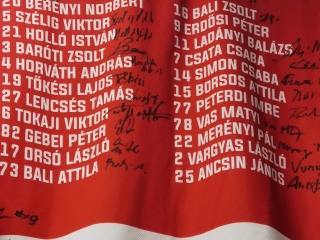 20 BERÉNYI NORBERT
5 SZÉLIG VIKTOR
21 HOLLÓ ISTVÁN
3 BARÓTI ZSOLT
4 HORVÁTH ANDRÁS
19 TŐKÉSI LAJOS
27 LENCSÉS TAMÁS
6 TOKAJI VIKTOR
82 GEBEI PÉTER
17 ORSÓ LÁSZLÓ
73 BALI ATTILA
18 BALI ZSOLT
9 ERDŐSI PÉTER
11 LADÁNYI BALÁZS
7 CSATA CSABA
14 SIMON CSABA
15 BORSOS ATTILA
77 PETERDI IMRE
78 VAS MATYI
22 MERÉNYI PÁL
2 VARGYAS LÁSZLÓ
25 ANCSIN JÁNOS